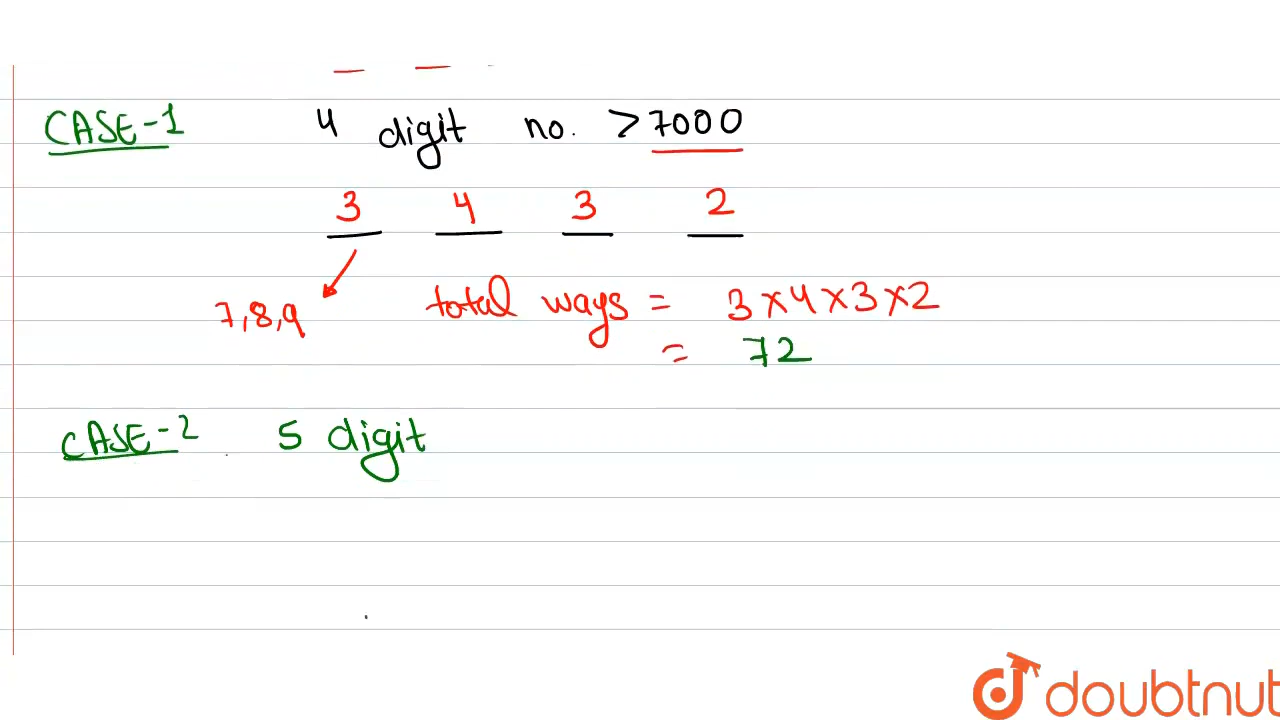 CASE-1 4 digit no. >7000
3 4 3 2
7,8,9 total ways = 3×4×3×2
= 72
CASE-2 5 digit
doubtnut